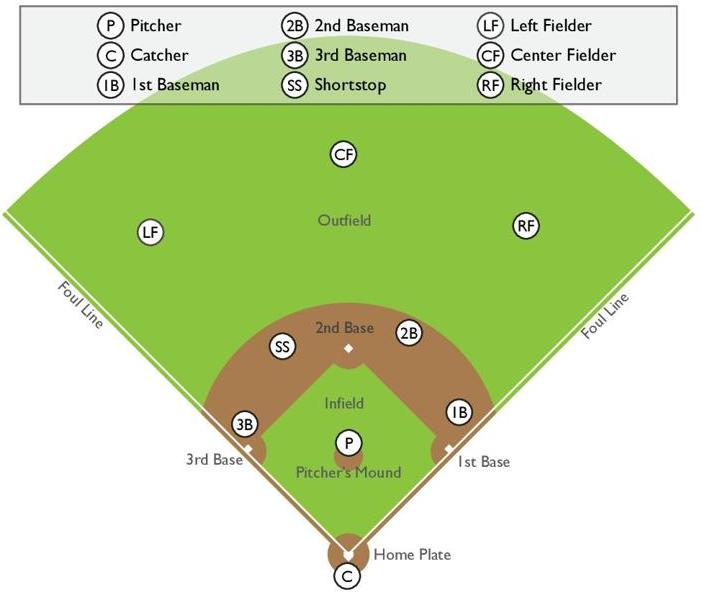 P Pitcher
2B 2nd Baseman
LF Left Fielder
C Catcher
3B 3rd Baseman
CF Center Fielder
1B 1st Baseman
SS Shortstop
RF Right Fielder
CF
Outfield
LF
RF
Foul Line
Foul Line
2nd Base
2B
SS
Infield
1B
3B
P
3rd Base
1st Base
Pitcher's Mound
Home Plate
C